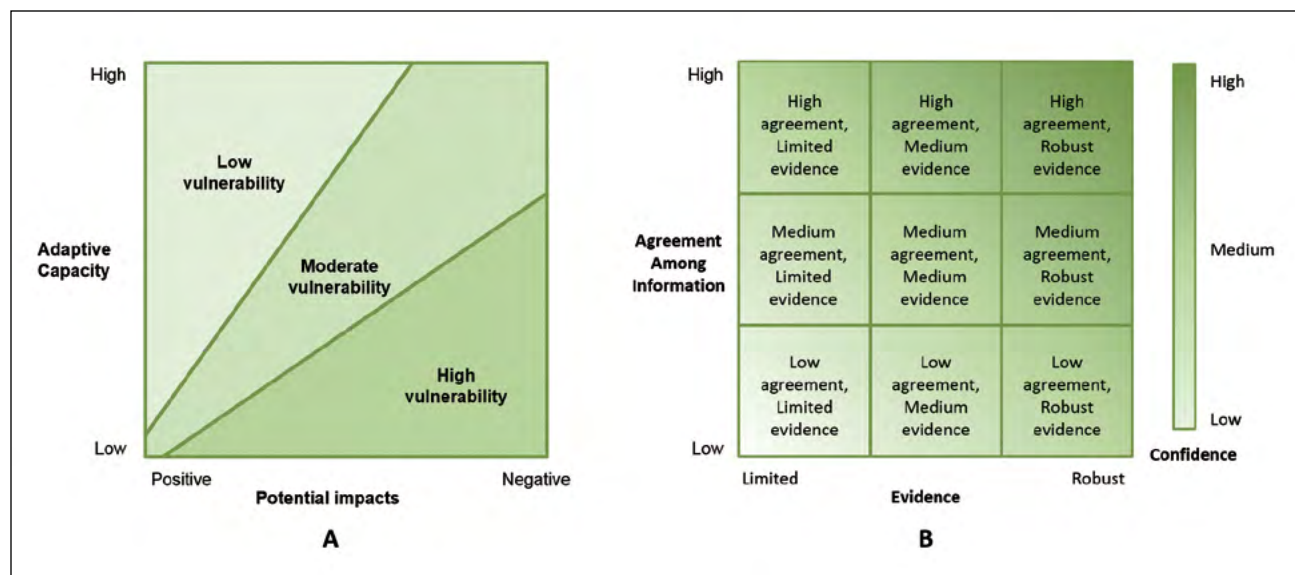 High
Low
vulnerability
Adaptive
Capacity
Moderate
vulnerability
High
vulnerability
Low
Positive
Negative
Potential impacts
A
High
High
agreement,
Limited
evidence
High
agreement,
Medium
evidence
High
agreement,
Robust
evidence
Agreement
Among
Information
Medium
agreement,
Limited
evidence
Medium
agreement,
Medium
evidence
Medium
agreement,
Robust
evidence
Low
agreement,
Limited
evidence
Low
agreement,
Medium
evidence
Low
agreement,
Robust
evidence
Low
Limited
Robust
Evidence
B
High
Medium
Low
Confidence